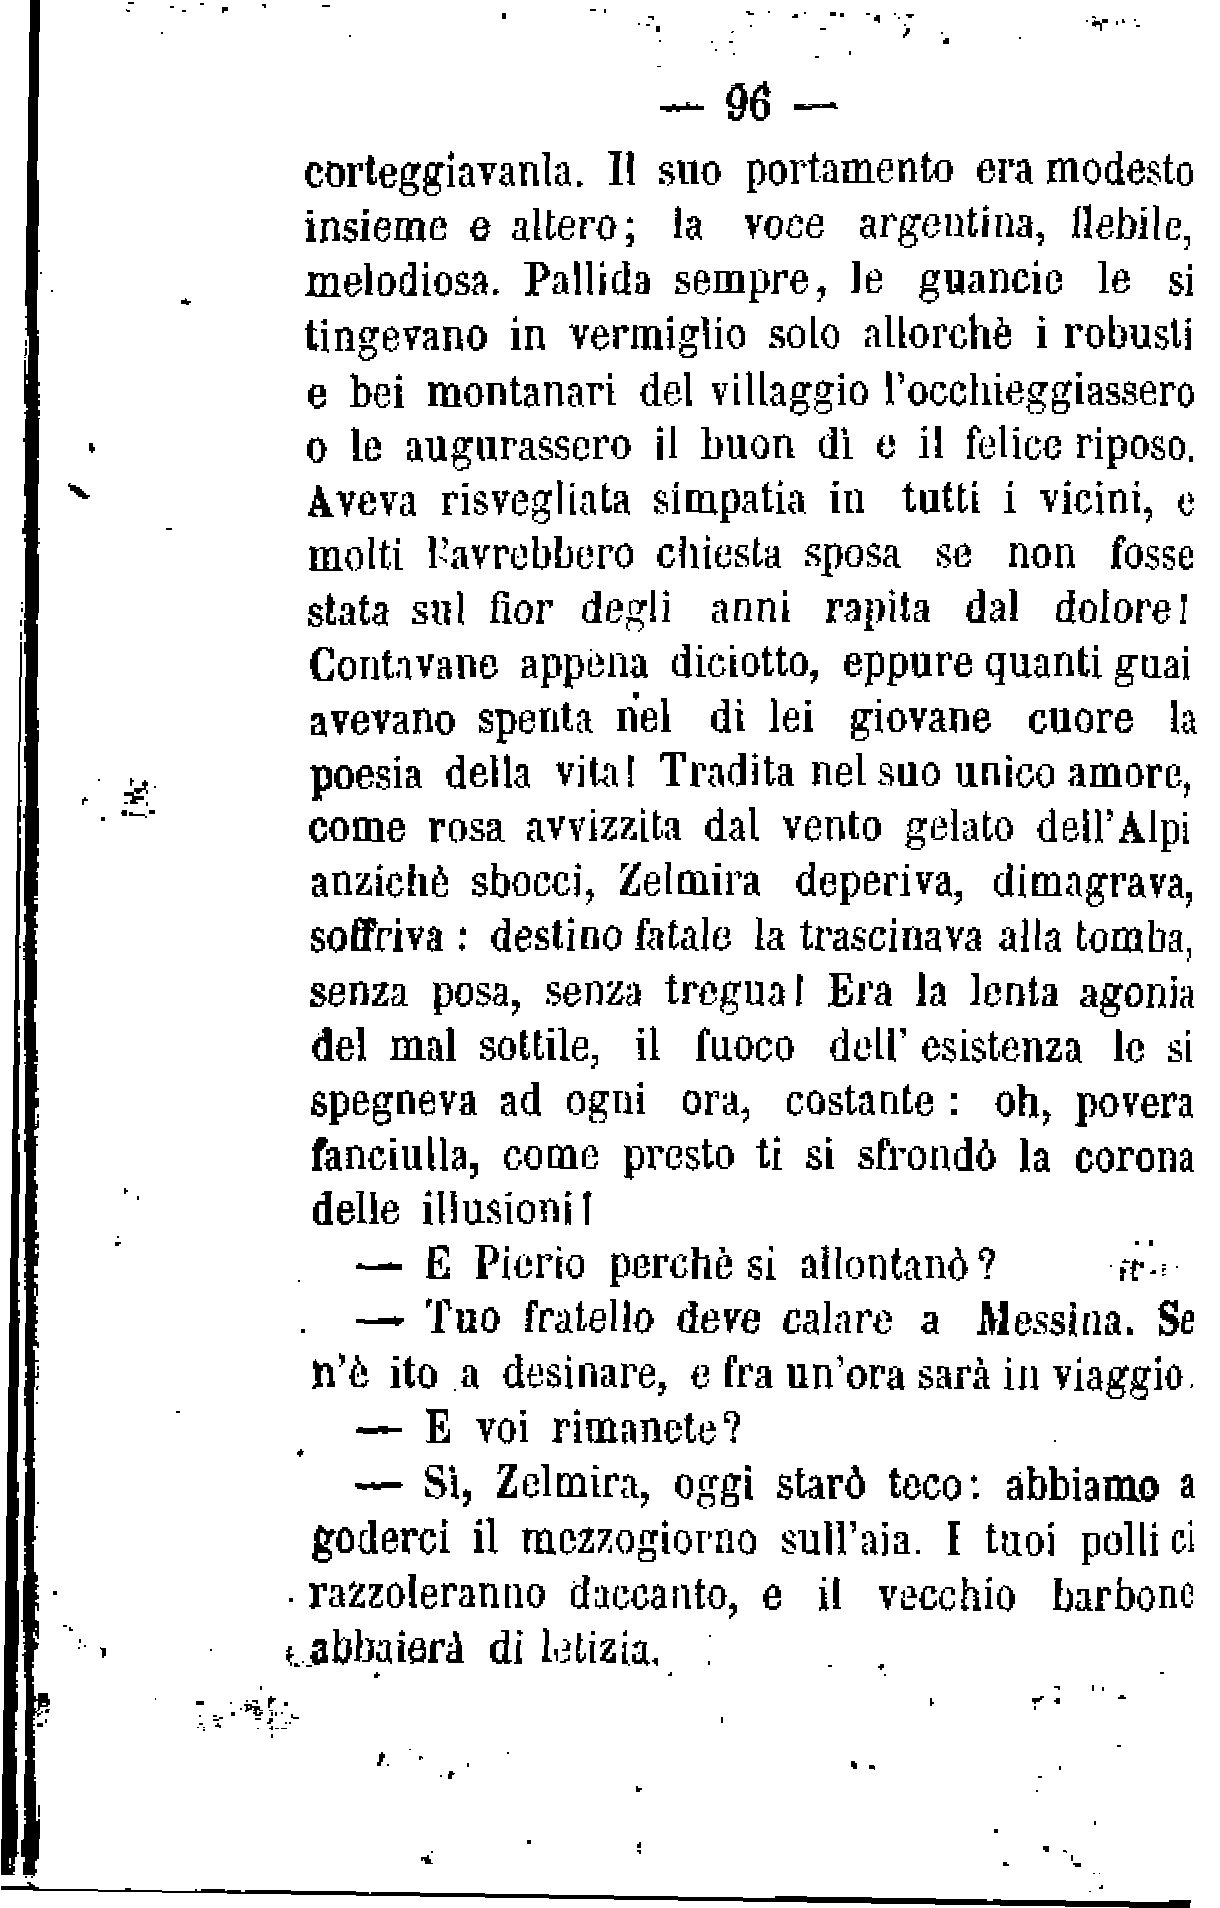 — 96 —
corteggiavanla. Il suo portamento era modesto
insieme e altero; la voce argentina, flebile,
melodiosa. Pallida sempre, le guancie le si
tingevano in vermiglio solo allorchè i robusti
e bei montanari del villaggio l'occhieggiassero
o le augurassero il buon dì e il felice riposo.
Aveva risvegliata simpatia in tutti i vicini, e
molti l'avrebbero chiesta sposa se non fosse
stata sul fior degli anni rapita dal dolore!
Contavane appena diciotto, eppure quanti guai
avevano spenta nel di lei giovane cuore la
poesia della vita! Tradita nel suo unico amore,
come rosa avvizzita dal vento gelato dell'Alpi
anzichè sbocci, Zelmira deperiva, dimagrava,
soffriva : destino fatale la trascinava alla tomba,
senza posa, senza tregua! Era la lenta agonia
del mal sottile, il fuoco dell' esistenza le si
spegneva ad ogni ora, costante : oh, povera
fanciulla, come presto ti si sfrondò la corona
delle illusioni!
— E Pierio perchè si allontanò?
— Tuo fratello deve calare a Messina. Se
n'è ito a desinare, e fra un'ora sarà in viaggio.
— E voi rimanete?
— Sì, Zelmira, oggi starò teco: abbiamo a
goderci il mezzogiorno sull'aia. I tuoi polli ci
razzoleranno daccanto, e il vecchio barbone
abbaierà di letizia.